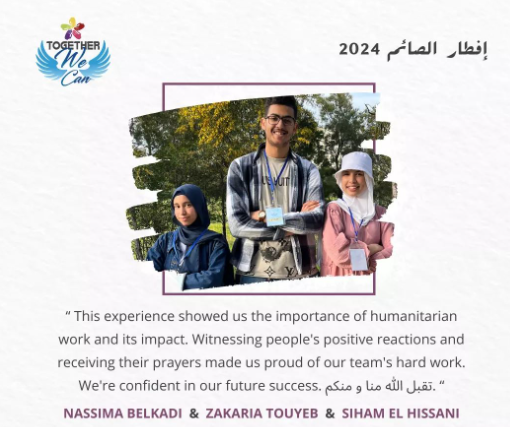 TOGETHER
We
Can
إفطار الصائم 2024
“ This experience showed us the importance of humanitarian
work and its impact. Witnessing people's positive reactions and
receiving their prayers made us proud of our team's hard work.
We're confident in our future success. تقبل الله منا و منكم. “
NASSIMA BELKADI & ZAKARIA TOUYEB & SIHAM EL HISSANI